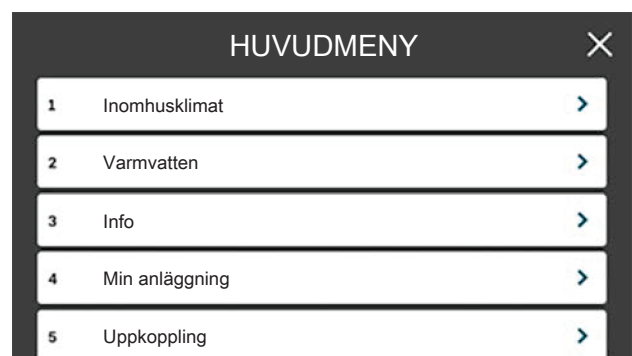 HUVUDMENY
1 Inomhusklimat
2 Varmvatten
3 Info
4 Min anläggning
5 Uppkoppling